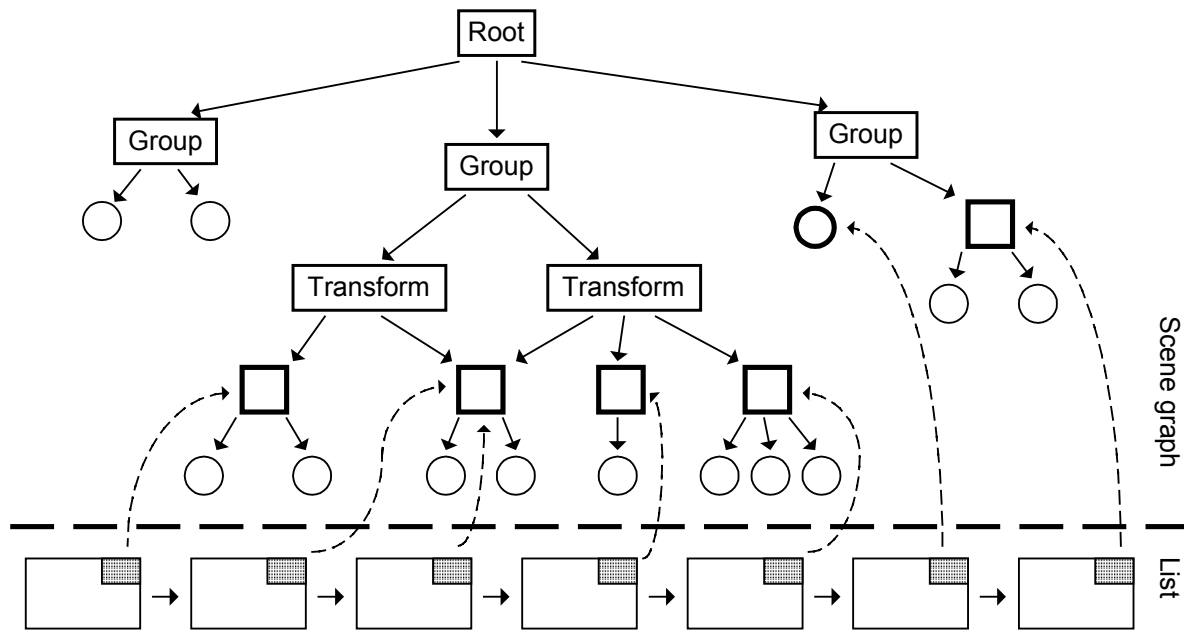 Root
Group
Group
Group
Transform
Transform
Scene graph
List